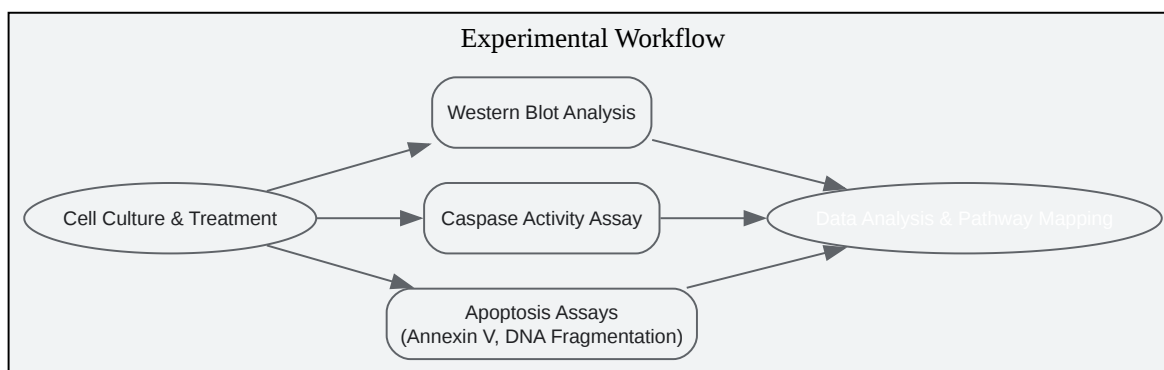 Experimental Workflow
Western Blot Analysis
Cell Culture & Treatment
Caspase Activity Assay
Data Analysis & Pathway Mapping
Apoptosis Assays
(Annexin V, DNA Fragmentation)